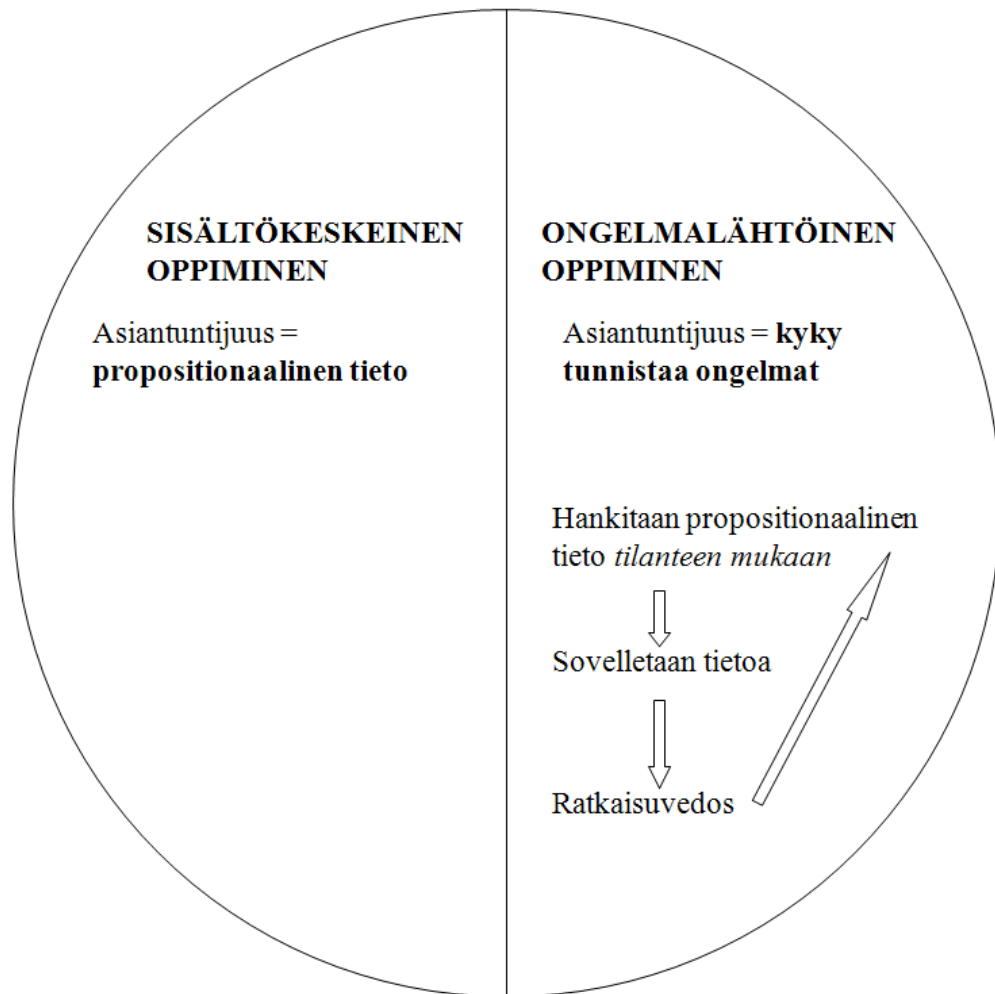 SISÄLTÖKESKEINEN
OPPIMINEN
Asiantuntijuus =
propositionaalinen tieto
ONGELMALÄHTÖINEN
OPPIMINEN
Asiantuntijuus = kyky
tunnistaa ongelmat
Hankitaan propositionaalinen
tieto tilanteen mukaan
Sovelletaan tietoa
Ratkaisuvedos